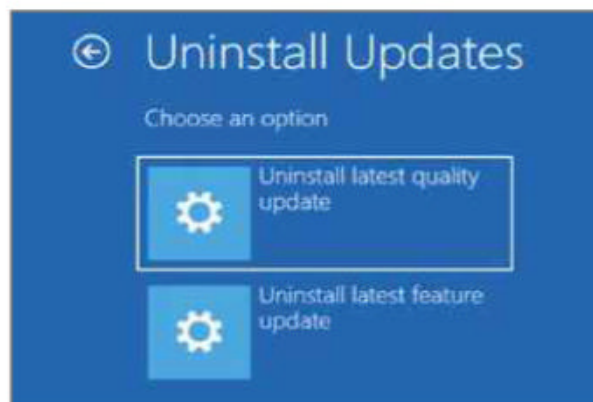 Uninstall Updates
Choose an option
Uninstall latest quality
update
Uninstall latest feature
update